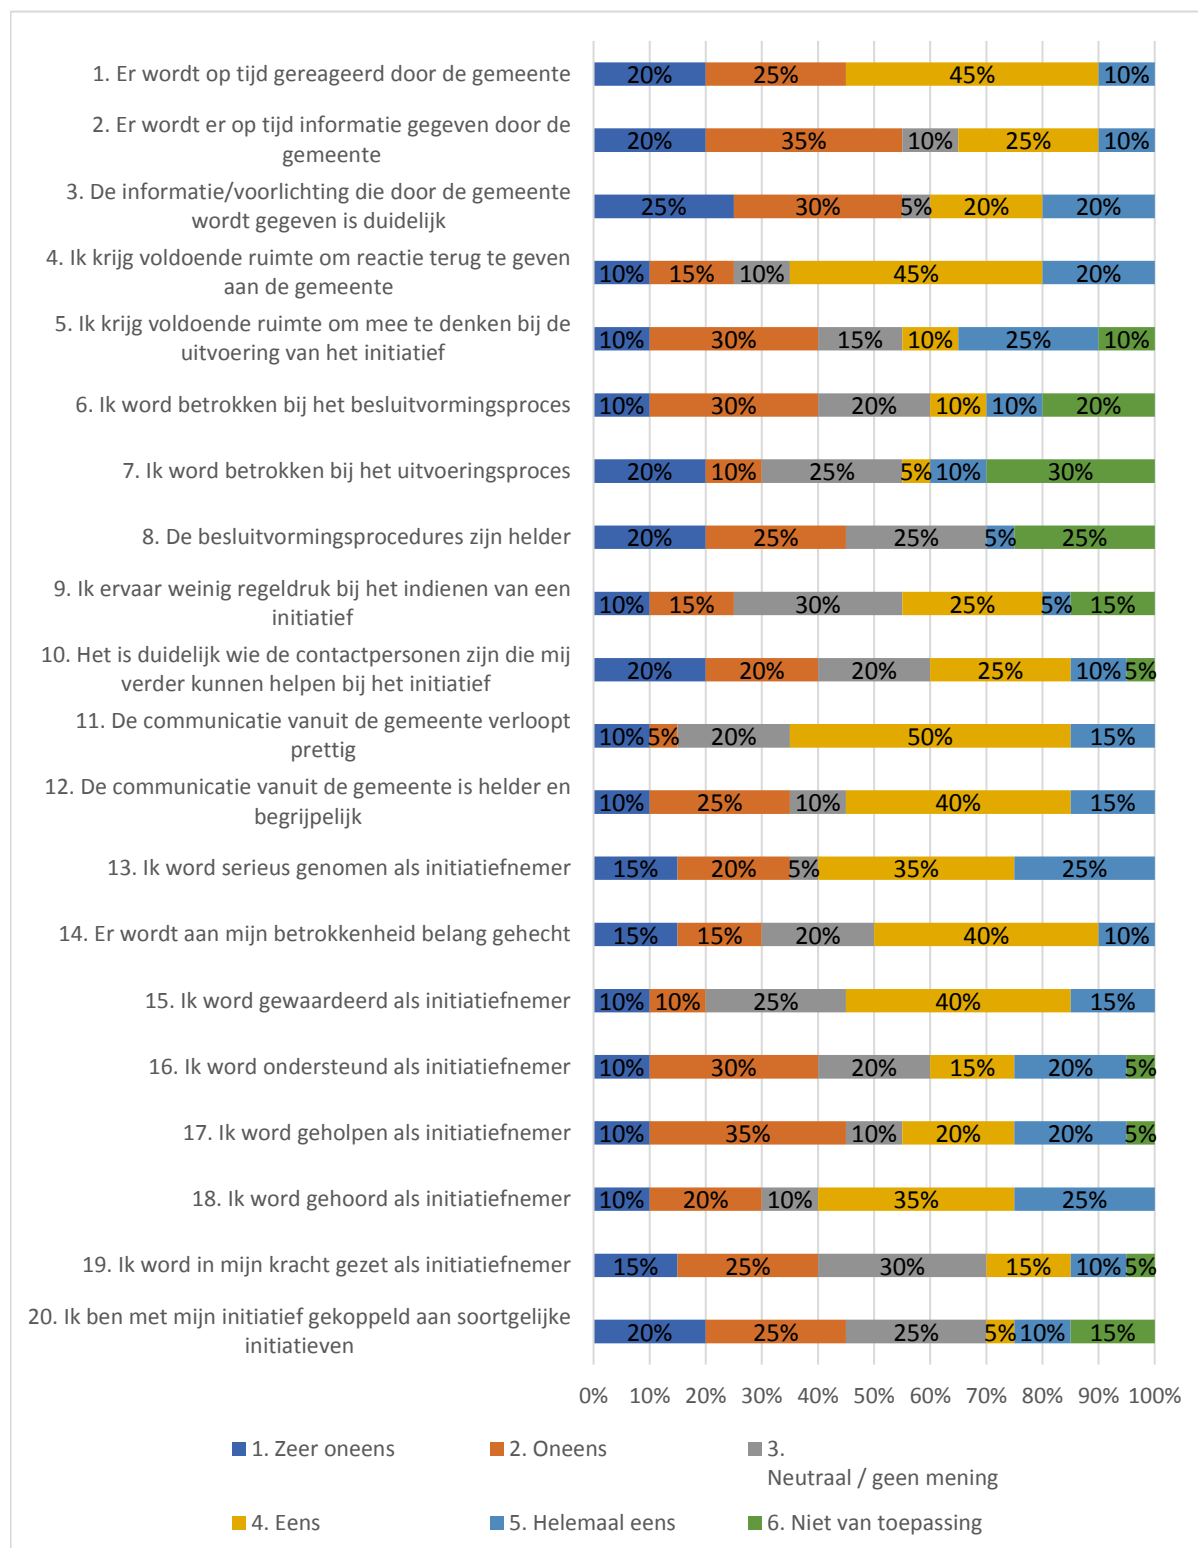 1. Er wordt op tijd gereageerd door de gemeente
20% 25% 45% 10%
2. Er wordt er op tijd informatie gegeven door de
gemeente
20% 35% 10% 25% 10%
3. De informatie/voorlichting die door de gemeente
wordt gegeven is duidelijk
25% 30% 5% 20% 20%
4. Ik krijg voldoende ruimte om reactie terug te geven
aan de gemeente
10% 15% 10% 45% 20%
5. Ik krijg voldoende ruimte om mee te denken bij de
uitvoering van het initiatief
10% 30% 15% 10% 25% 10%
6. Ik word betrokken bij het besluitvormingsproces
10% 30% 20% 10% 10% 20%
7. Ik word betrokken bij het uitvoeringsproces
20% 10% 25% 5% 10% 30%
8. De besluitvormingsprocedures zijn helder
20% 25% 25% 5% 25%
9. Ik ervaar weinig regeldruk bij het indienen van een
initiatief
10% 15% 30% 25% 5% 15%
10. Het is duidelijk wie de contactpersonen zijn die mij
verder kunnen helpen bij het initiatief
20% 20% 20% 25% 10% 5%
11. De communicatie vanuit de gemeente verloopt
prettig
10% 5% 20% 50% 15%
12. De communicatie vanuit de gemeente is helder en
begrijpelijk
10% 25% 10% 40% 15%
13. Ik word serieus genomen als initiatiefnemer
15% 20% 5% 35% 25%
14. Er wordt aan mijn betrokkenheid belang gehecht
15% 15% 20% 40% 10%
15. Ik word gewaardeerd als initiatiefnemer
10% 10% 25% 40% 15%
16. Ik word ondersteund als initiatiefnemer
10% 30% 20% 15% 20% 5%
17. Ik word geholpen als initiatiefnemer
10% 35% 10% 20% 20% 5%
18. Ik word gehoord als initiatiefnemer
10% 20% 10% 35% 25%
19. Ik word in mijn kracht gezet als initiatiefnemer
15% 25% 30% 15% 10% 5%
20. Ik ben met mijn initiatief gekoppeld aan soortgelijke
initiatieven
20% 25% 25% 5% 10% 15%
0% 10% 20% 30% 40% 50% 60% 70% 80% 90% 100%
1. Zeer oneens
2. Oneens
3.
Neutraal / geen mening
4. Eens
5. Helemaal eens
6. Niet van toepassing